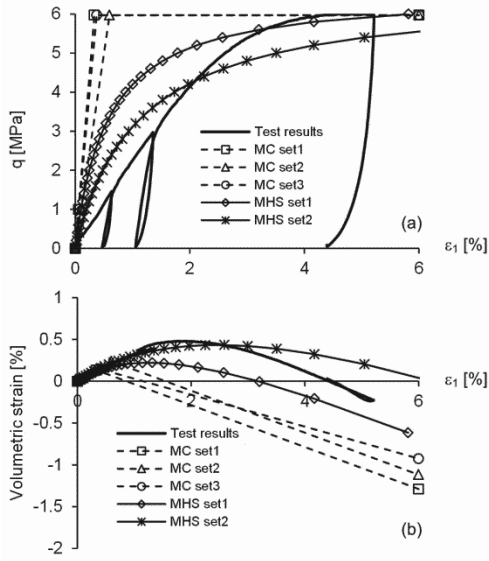 6
5
4
3
2
1
0
q [MPa]
Test results
MC set1
MC set2
MC set3
MHS set1
MHS set2
(a)
0 2 4 6
ε1 [%]
1
0.5
0
-0.5
-1
-1.5
-2
Volumetric strain [%]
0 2 4 6
ε1 [%]
Test results
MC set1
MC set2
MC set3
MHS set1
MHS set2
(b)